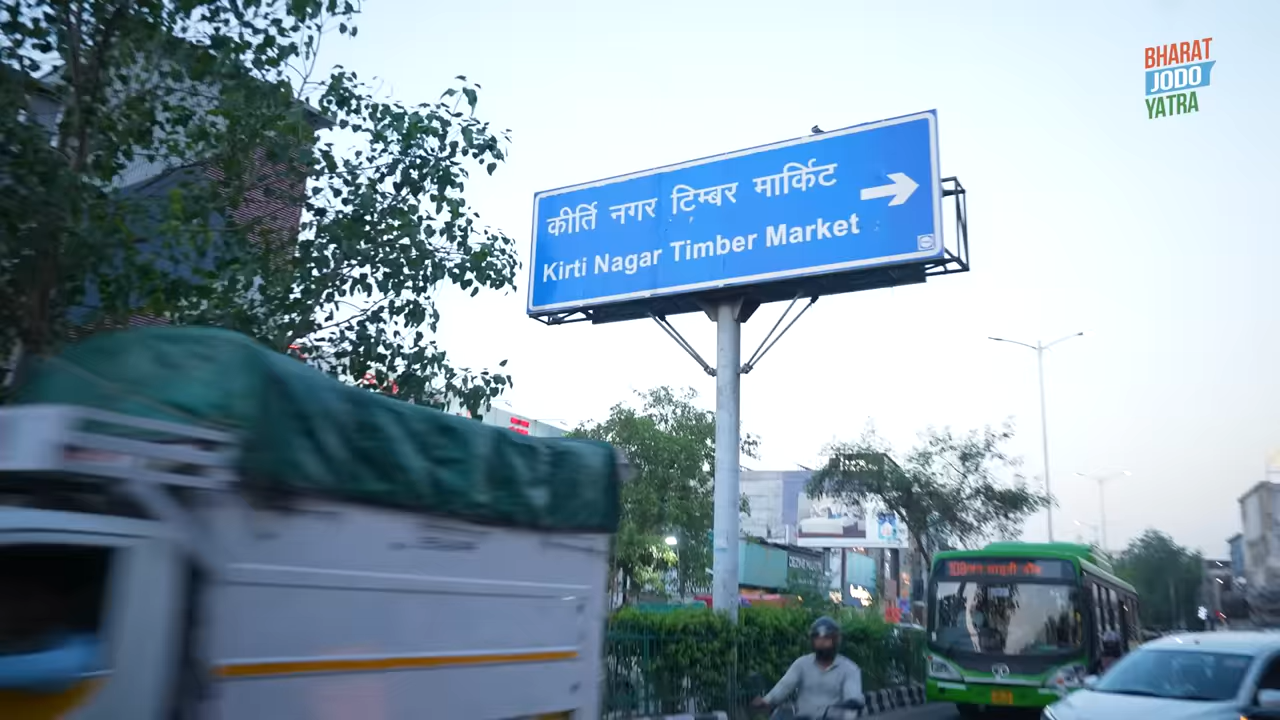 BHARAT
JODO
YATRA
कीर्ति नगर टिम्बर मार्किट
Kirti Nagar Timber Market